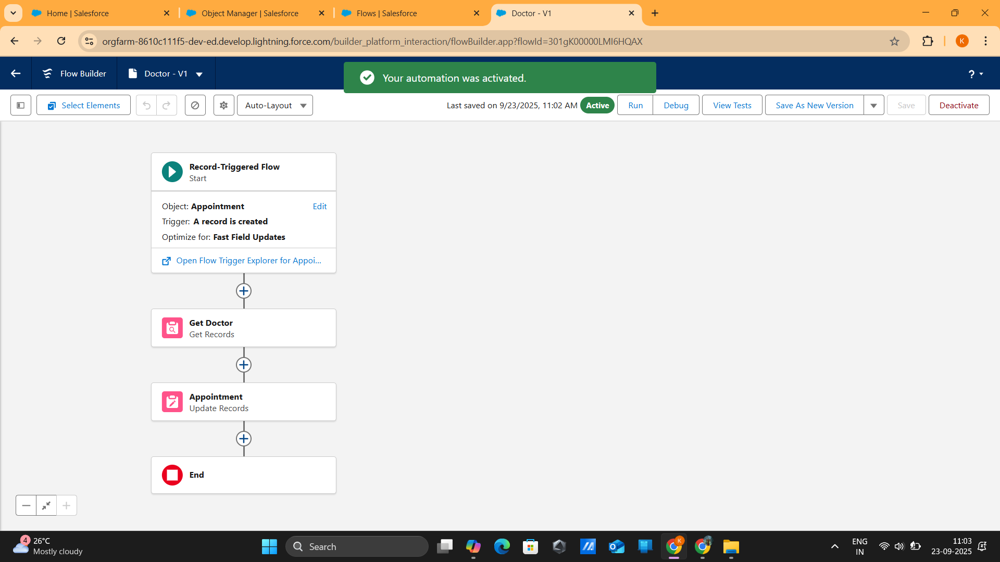 Home | Salesforce
Object Manager | Salesforce
Flows | Salesforce
Doctor - V1
orgfarm-8610c111f5-dev-ed.develop.lightning.force.com/builder_platform_interaction/flowBuilder.app?flowId=301gK00000LMI6HQAX
K
Flow Builder
Doctor - V1
Your automation was activated.
?
Select Elements
Auto-Layout
Last saved on 9/23/2025, 11:02 AM
Active
Run
Debug
View Tests
Save As New Version
Save
Deactivate
Record-Triggered Flow
Start
Object: Appointment
Edit
Trigger: A record is created
Optimize for: Fast Field Updates
Open Flow Trigger Explorer for Appoi...
Get Doctor
Get Records
Appointment
Update Records
End
4
26°C
Mostly cloudy
Search
K
ENG
IN
11:03
23-09-2025